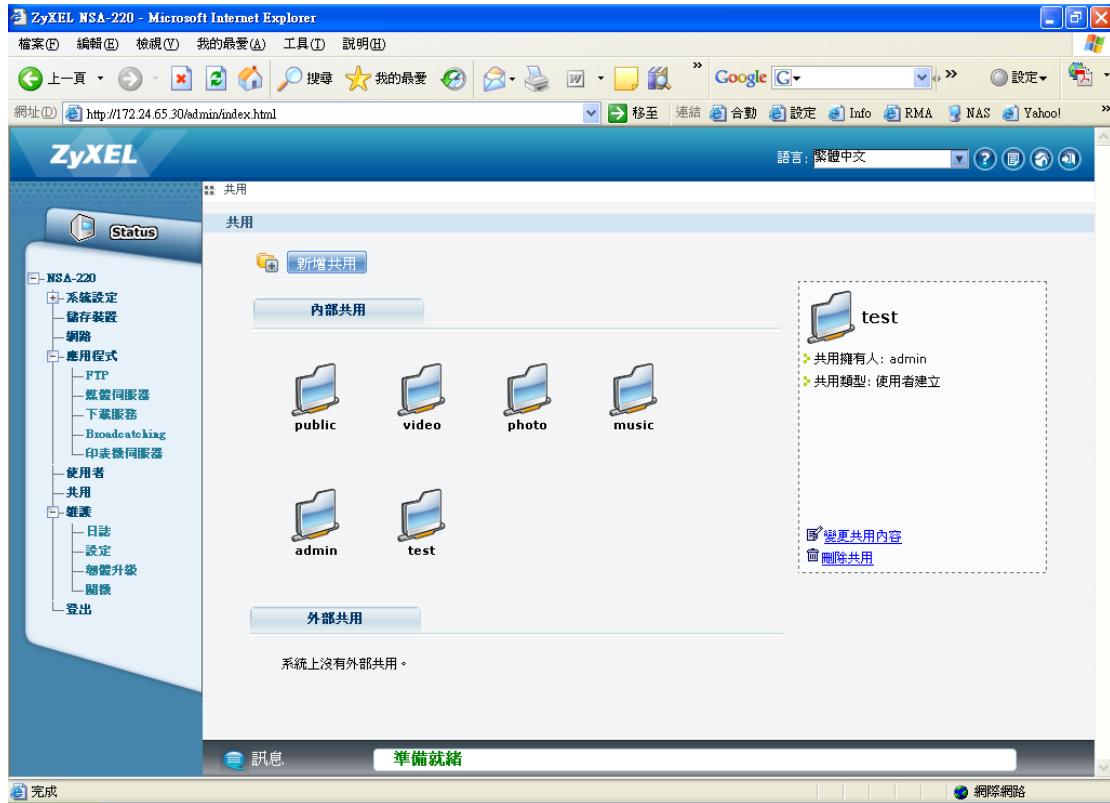 ZyXEL NSA-220 - Microsoft Internet Explorer
檔案(F) 編輯(E) 檢視(V) 我的最愛(A) 工具(T) 說明(H)
上一頁 搜尋 我的最愛 » Google G » 設定
網址(D) http://172.24.65.30/admin/index.html 移至 連結 合勤 設定 Info RMA NAS Yahoo! »
ZyXEL
語言: 繁體中文
共用
Status
共用
新增共用
NSA-220
系統設定
儲存裝置
網路
應用程式
FTP
媒體伺服器
下載服務
Broadcatching
印表機伺服器
使用者
共用
維護
日誌
設定
韌體升級
關機
登出
內部共用
public video photo music
admin test
外部共用
系統上沒有外部共用。
test
共用擁有人: admin
共用類型: 使用者建立
變更共用內容
刪除共用
訊息 準備就緒
完成 網際網路